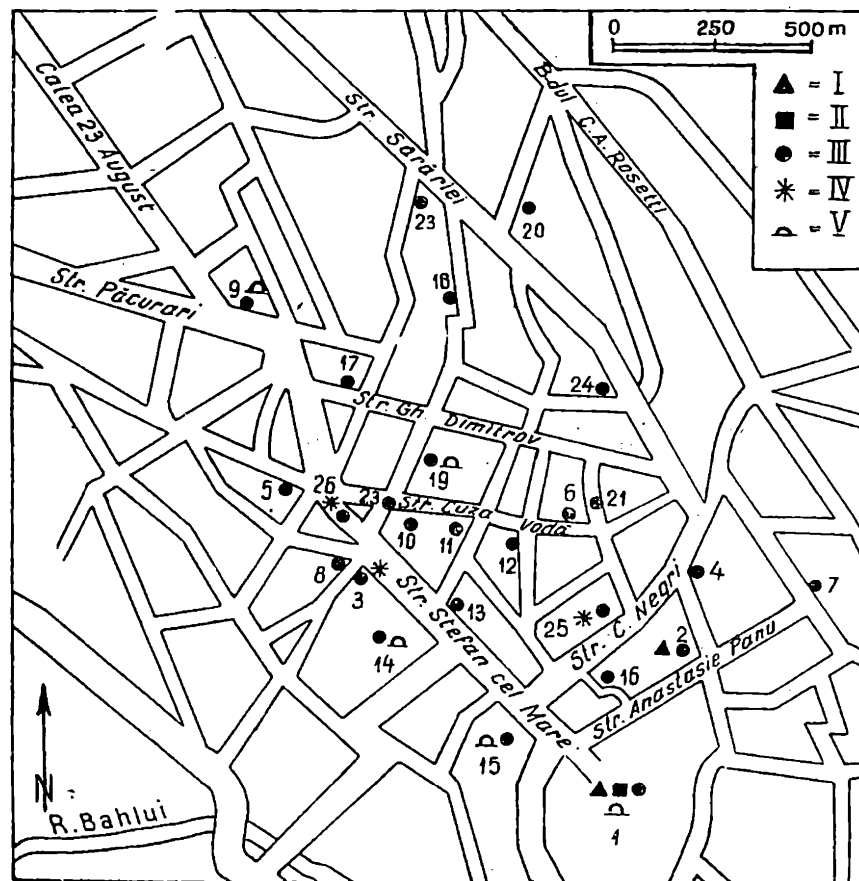 0 250 500 m
▲ = I
■ = II
● = III
✳ = IV
⌓ = V
Calea 23 August
Str. Sarárlei
B-dul C. A. Rosetti
Str. Păcurari
23
20
9
18
17
24
Str. Gh. Dimitrov
19
5
26
23
Str. Cuza Vodă
6
21
10
11
12
8
3
4
7
13
Str. Stefan cel Mare
25
Str. C. Negri
2
14
16
Str. Anastasie Panu
15
1
N
R. Bahlui